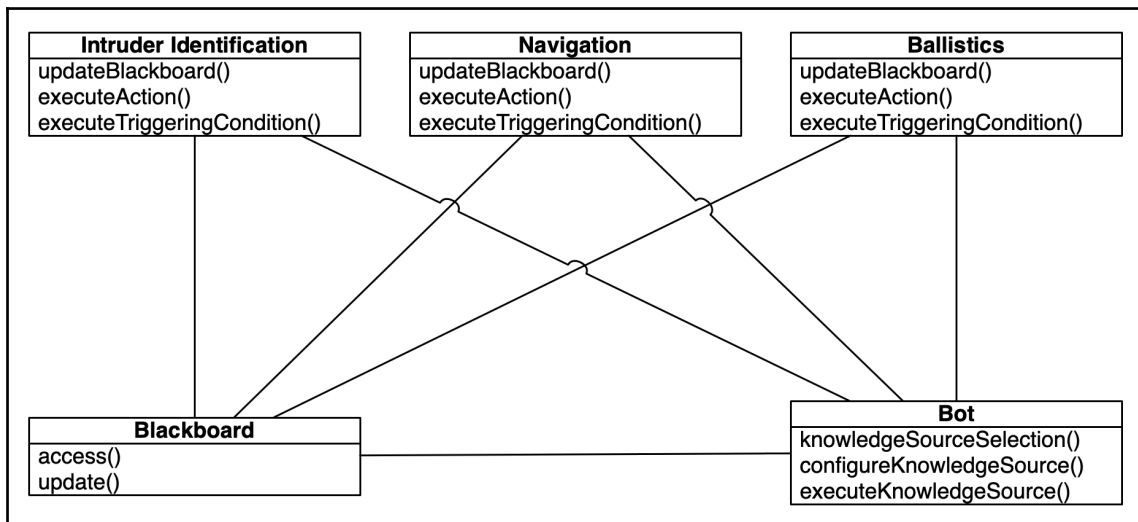 Intruder Identification
updateBlackboard()
executeAction()
executeTriggeringCondition()
Navigation
updateBlackboard()
executeAction()
executeTriggeringCondition()
Ballistics
updateBlackboard()
executeAction()
executeTriggeringCondition()
Blackboard
access()
update()
Bot
knowledgeSourceSelection()
configureKnowledgeSource()
executeKnowledgeSource()